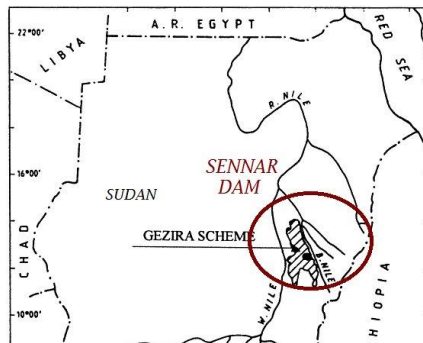 22°00'
A.R. EGYPT
LIBYA
RED SEA
R. NILE
16°00'
SENNAR
DAM
SUDAN
GEZIRA SCHEME
CHAD
B. NILE
W. NILE
10°00'
HIOPIA